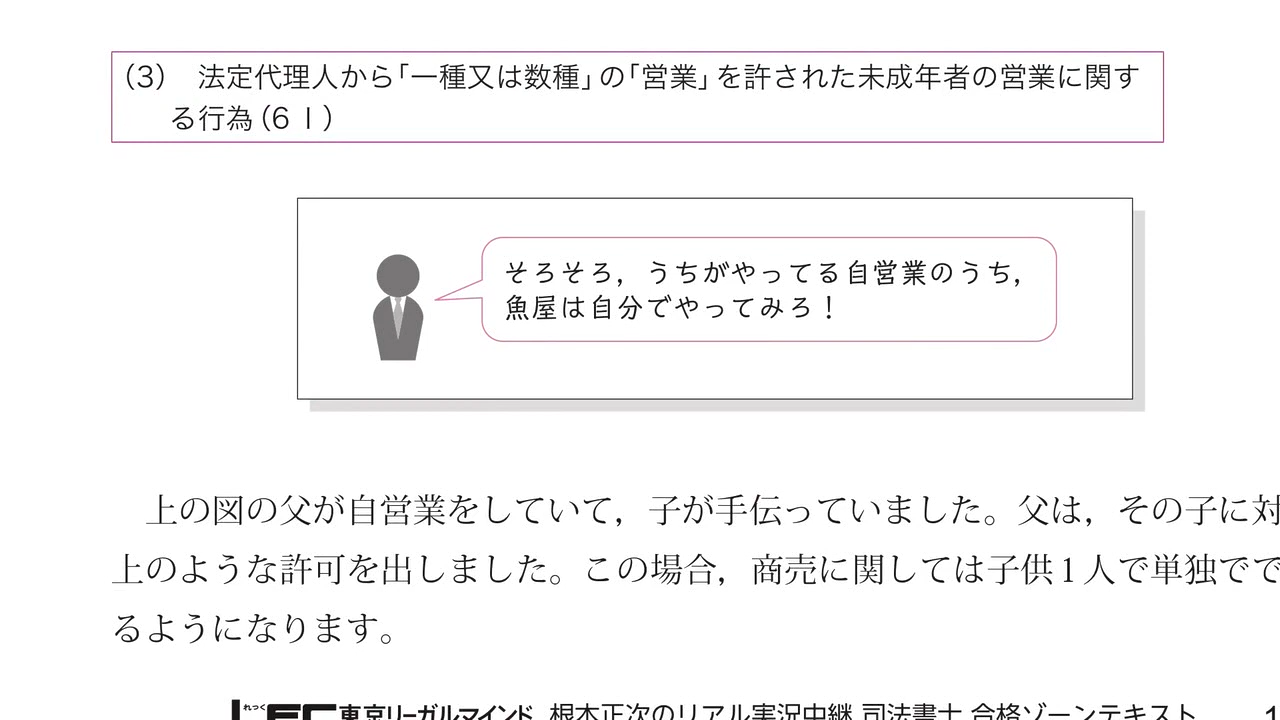 (3) 法定代理人から「一種又は数種」の「営業」を許された未成年者の営業に関す
る行為(6Ⅰ)
そろそろ，うちがやってる自営業のうち，
魚屋は自分でやってみろ！
上の図の父が自営業をしていて，子が手伝っていました。父は，その子に対
上のような許可を出しました。この場合，商売に関しては子供１人で単独でで
るようになります。
れっく LEC東京リーガルマインド 根本正次のリアル実況中継 司法書士 合格ゾーンテキスト 1